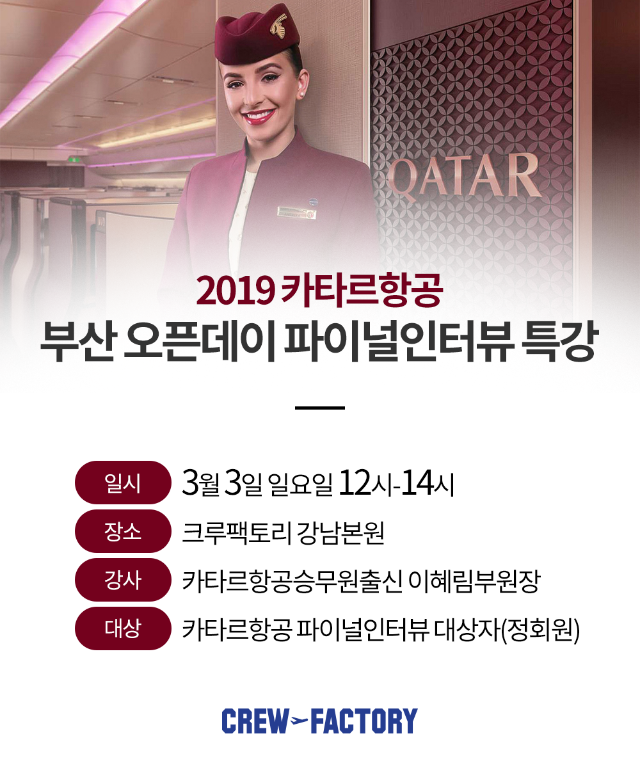 QATAR
2019 카타르항공
부산 오픈데이 파이널인터뷰 특강
일시 3월 3일 일요일 12시-14시
장소 크루팩토리 강남본원
강사 카타르항공승무원출신 이혜림부원장
대상 카타르항공 파이널인터뷰 대상자(정회원)
CREW FACTORY